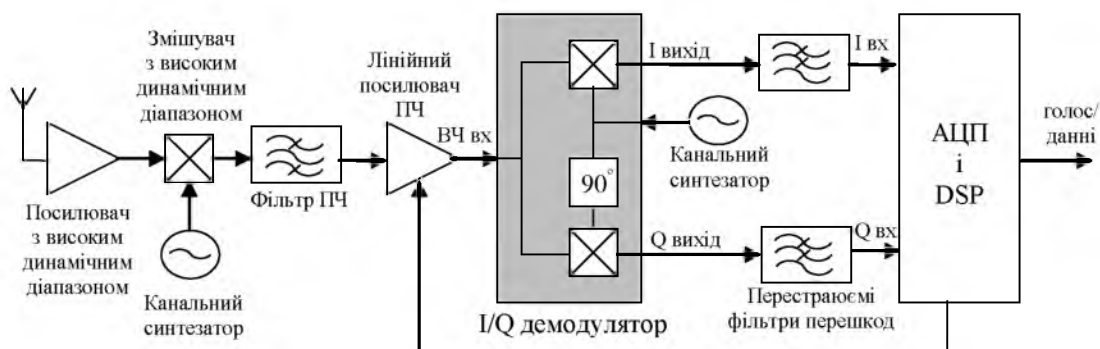 Змішувач
з високим
динамічним
діапазоном
Лінійний
посилювач
ПЧ
ВЧ вх
I вихід
I вх
голос/
данні
АЦП
і
DSP
Канальний
синтезатор
90°
Фільтр ПЧ
Посилювач
з високим
динамічним
діапазоном
Канальний
синтезатор
Q вихід
Q вх
Перестраюємі
фільтри перешкод
I/Q демодулятор